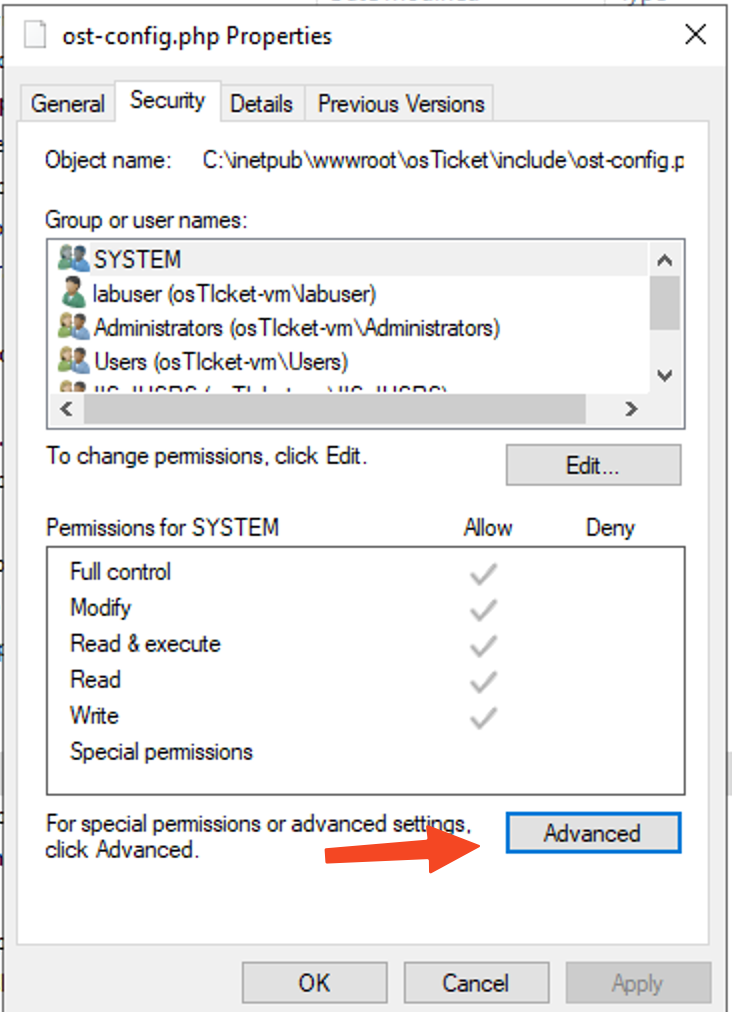 ost-config.php Properties
General Security Details Previous Versions
Object name: C:\inetpub\wwwroot\osTicket\include\ost-config.p
Group or user names:
SYSTEM
labuser (osTIcket-vm\labuser)
Administrators (osTIcket-vm\Administrators)
Users (osTIcket-vm\Users)
To change permissions, click Edit.
Edit...
Permissions for SYSTEM Allow Deny
Full control
Modify
Read & execute
Read
Write
Special permissions
For special permissions or advanced settings,
click Advanced.
Advanced
OK Cancel Apply